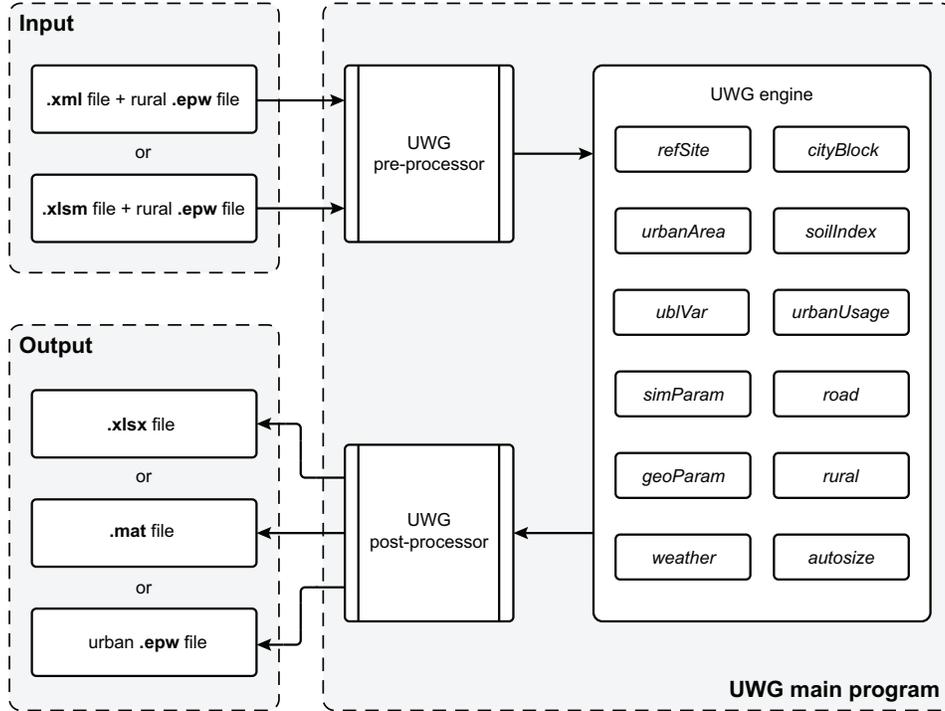 Input
.xml file + rural .epw file
or
.xlsm file + rural .epw file
UWG
pre-processor
UWG engine
refSite
cityBlock
urbanArea
soilIndex
ublVar
urbanUsage
simParam
road
geoParam
rural
weather
autosize
Output
.xlsx file
or
.mat file
or
urban .epw file
UWG
post-processor
UWG main program